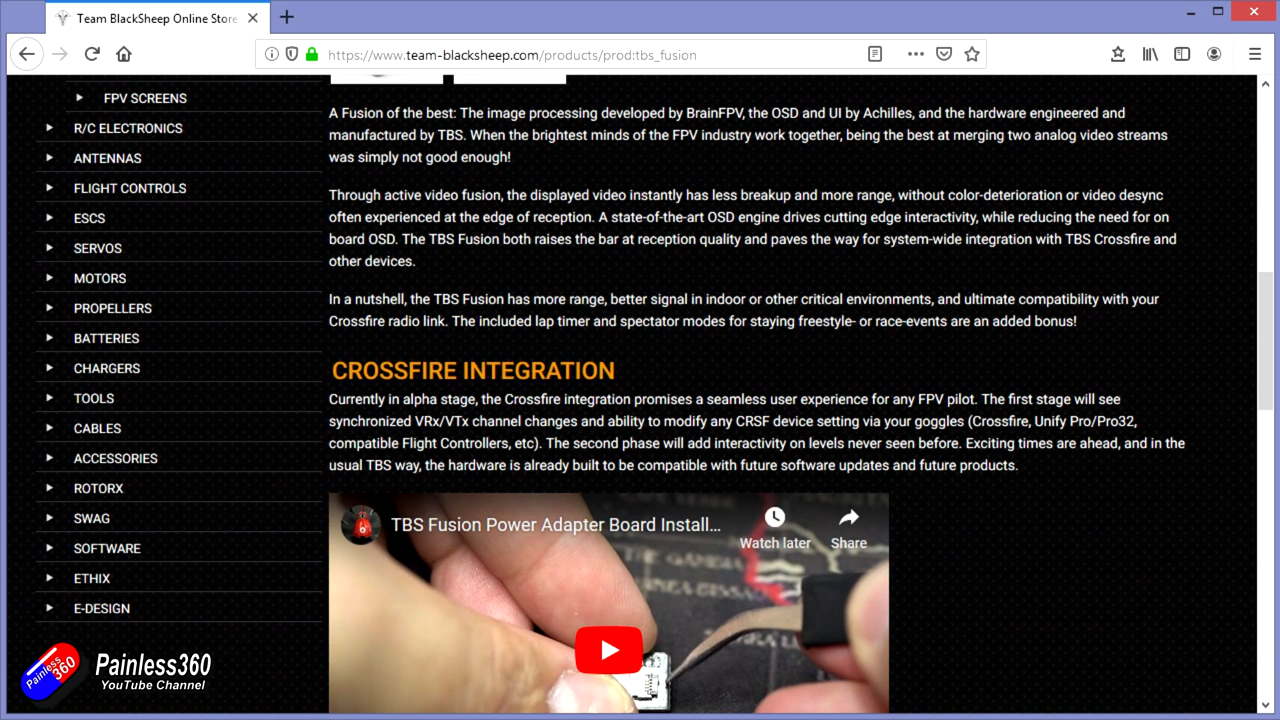 Team BlackSheep Online Store
https://www.team-blacksheep.com/products/prod:tbs_fusion
FPV SCREENS
R/C ELECTRONICS
ANTENNAS
FLIGHT CONTROLS
ESCS
SERVOS
MOTORS
PROPELLERS
BATTERIES
CHARGERS
TOOLS
CABLES
ACCESSORIES
ROTORX
SWAG
SOFTWARE
ETHIX
E-DESIGN
A Fusion of the best: The image processing developed by BrainFPV, the OSD and UI by Achilles, and the hardware engineered and
manufactured by TBS. When the brightest minds of the FPV industry work together, being the best at merging two analog video streams
was simply not good enough!
Through active video fusion, the displayed video instantly has less breakup and more range, without color-deterioration or video desync
often experienced at the edge of reception. A state-of-the-art OSD engine drives cutting edge interactivity, while reducing the need for on
board OSD. The TBS Fusion both raises the bar at reception quality and paves the way for system-wide integration with TBS Crossfire and
other devices.
In a nutshell, the TBS Fusion has more range, better signal in indoor or other critical environments, and ultimate compatibility with your
Crossfire radio link. The included lap timer and spectator modes for staying freestyle- or race-events are an added bonus!
CROSSFIRE INTEGRATION
Currently in alpha stage, the Crossfire integration promises a seamless user experience for any FPV pilot. The first stage will see
synchronized VRx/VTx channel changes and ability to modify any CRSF device setting via your goggles (Crossfire, Unify Pro/Pro32,
compatible Flight Controllers, etc). The second phase will add interactivity on levels never seen before. Exciting times are ahead, and in the
usual TBS way, the hardware is already built to be compatible with future software updates and future products.
TBS Fusion Power Adapter Board Install...
Watch later
Share
Painless360
Painless360
YouTube Channel